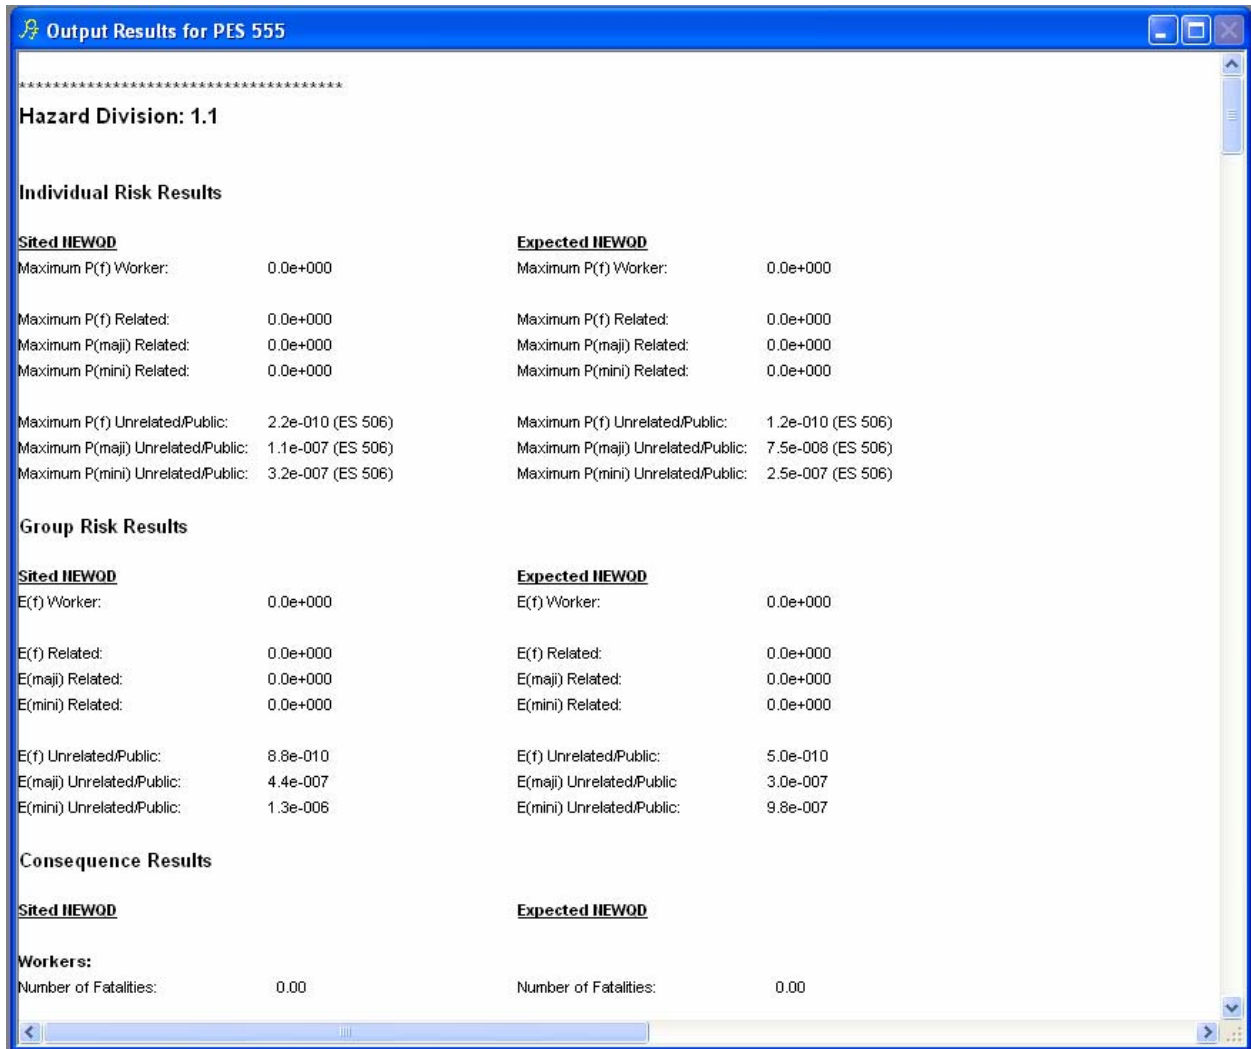 Output Results for PES 555
**************************************
Hazard Division: 1.1
Individual Risk Results
Sited NEWQD Expected NEWQD
Maximum P(f) Worker: 0.0e+000 Maximum P(f) Worker: 0.0e+000
Maximum P(f) Related: 0.0e+000 Maximum P(f) Related: 0.0e+000
Maximum P(maji) Related: 0.0e+000 Maximum P(maji) Related: 0.0e+000
Maximum P(mini) Related: 0.0e+000 Maximum P(mini) Related: 0.0e+000
Maximum P(f) Unrelated/Public: 2.2e-010 (ES 506) Maximum P(f) Unrelated/Public: 1.2e-010 (ES 506)
Maximum P(maji) Unrelated/Public: 1.1e-007 (ES 506) Maximum P(maji) Unrelated/Public: 7.5e-008 (ES 506)
Maximum P(mini) Unrelated/Public: 3.2e-007 (ES 506) Maximum P(mini) Unrelated/Public: 2.5e-007 (ES 506)
Group Risk Results
Sited NEWQD Expected NEWQD
E(f) Worker: 0.0e+000 E(f) Worker: 0.0e+000
E(f) Related: 0.0e+000 E(f) Related: 0.0e+000
E(maji) Related: 0.0e+000 E(maji) Related: 0.0e+000
E(mini) Related: 0.0e+000 E(mini) Related: 0.0e+000
E(f) Unrelated/Public: 8.8e-010 E(f) Unrelated/Public: 5.0e-010
E(maji) Unrelated/Public: 4.4e-007 E(maji) Unrelated/Public 3.0e-007
E(mini) Unrelated/Public: 1.3e-006 E(mini) Unrelated/Public: 9.8e-007
Consequence Results
Sited NEWQD Expected NEWQD
Workers:
Number of Fatalities: 0.00 Number of Fatalities: 0.00